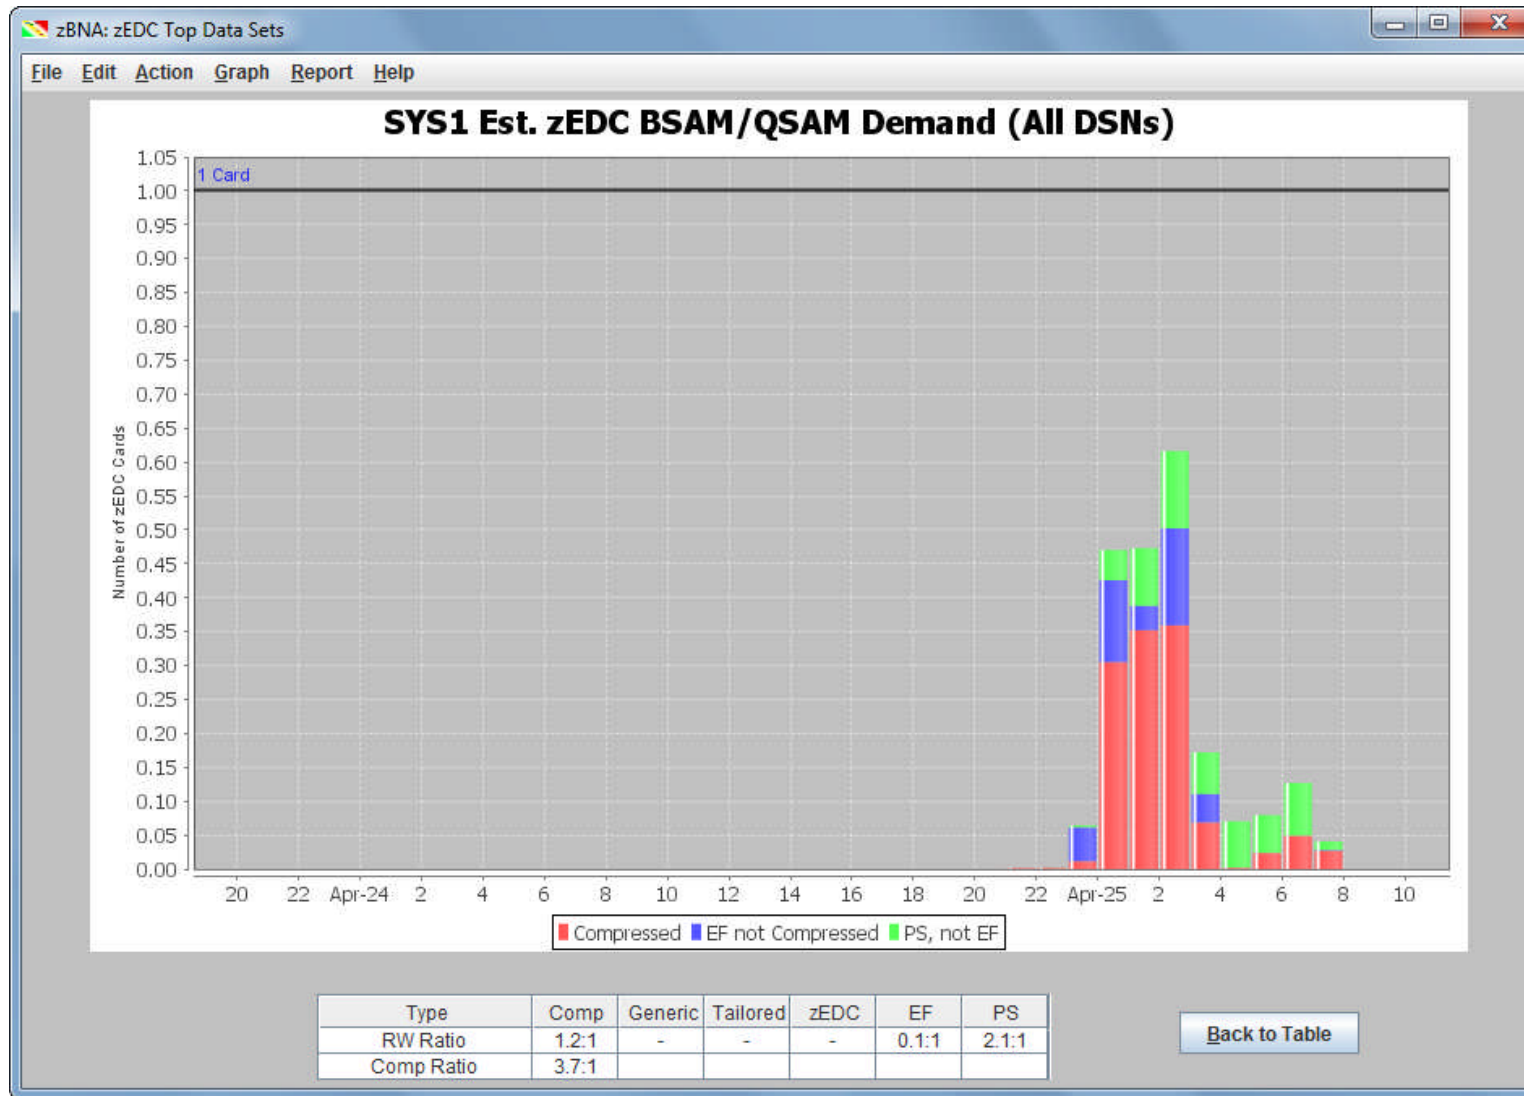 zBNA: zEDC Top Data Sets
File Edit Action Graph Report Help
SYS1 Est. zEDC BSAM/QSAM Demand (All DSNs)
1.05
1 Card
1.00
0.95
0.90
0.85
0.80
0.75
0.70
0.65
0.60
0.55
0.50
0.45
0.40
0.35
0.30
0.25
0.20
0.15
0.10
0.05
0.00
Number of zEDC Cards
20 22 Apr-24 2 4 6 8 10 12 14 16 18 20 22 Apr-25 2 4 6 8 10
Compressed EF not Compressed PS, not EF
Type Comp Generic Tailored zEDC EF PS
RW Ratio 1.2:1 - - - 0.1:1 2.1:1
Comp Ratio 3.7:1
Back to Table